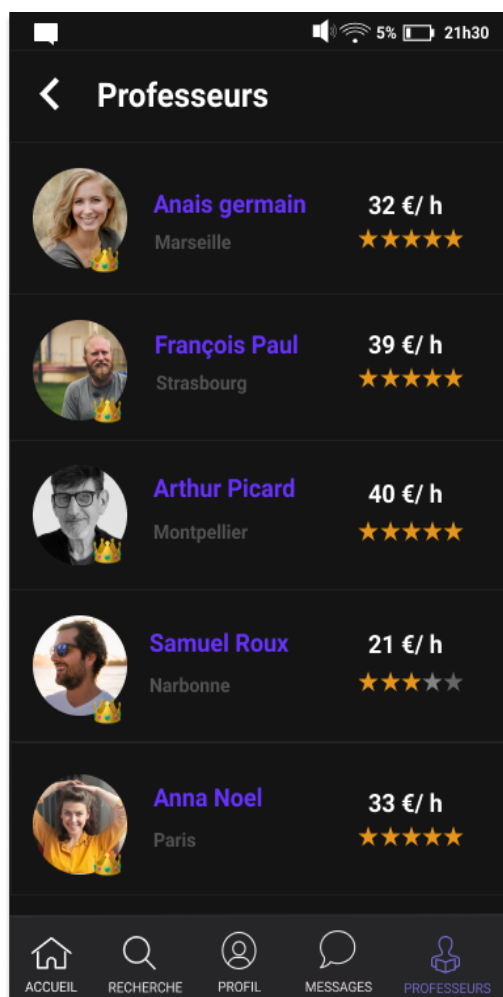 5% 21h30
Professeurs
Anais germain 32 €/ h
Marseille
François Paul 39 €/ h
Strasbourg
Arthur Picard 40 €/ h
Montpellier
Samuel Roux 21 €/ h
Narbonne
Anna Noel 33 €/ h
Paris
ACCUEIL RECHERCHE PROFIL MESSAGES PROFESSEURS